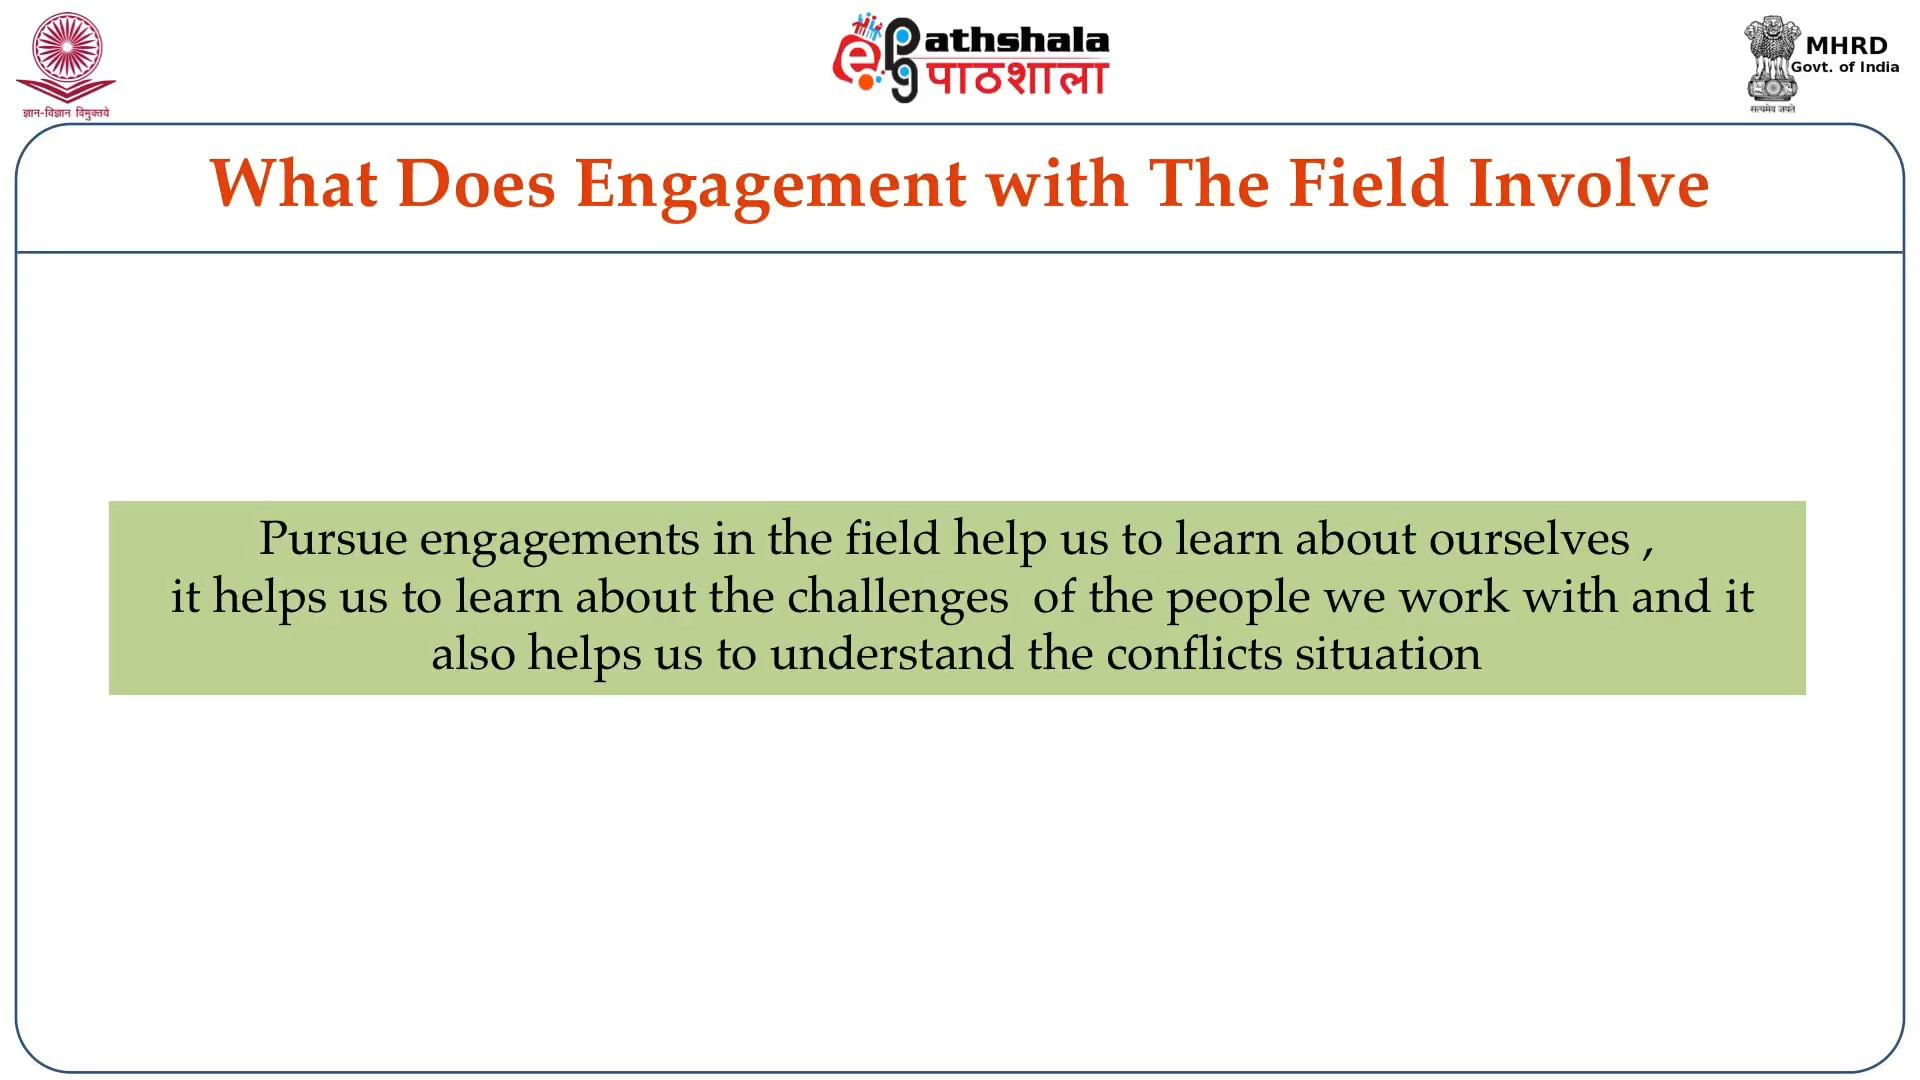 ज्ञान-विज्ञान विमुक्तये
e pg Pathshala
पाठशाला
MHRD
Govt. of India
सत्यमेव जयते
What Does Engagement with The Field Involve
Pursue engagements in the field help us to learn about ourselves ,
it helps us to learn about the challenges of the people we work with and it
also helps us to understand the conflicts situation